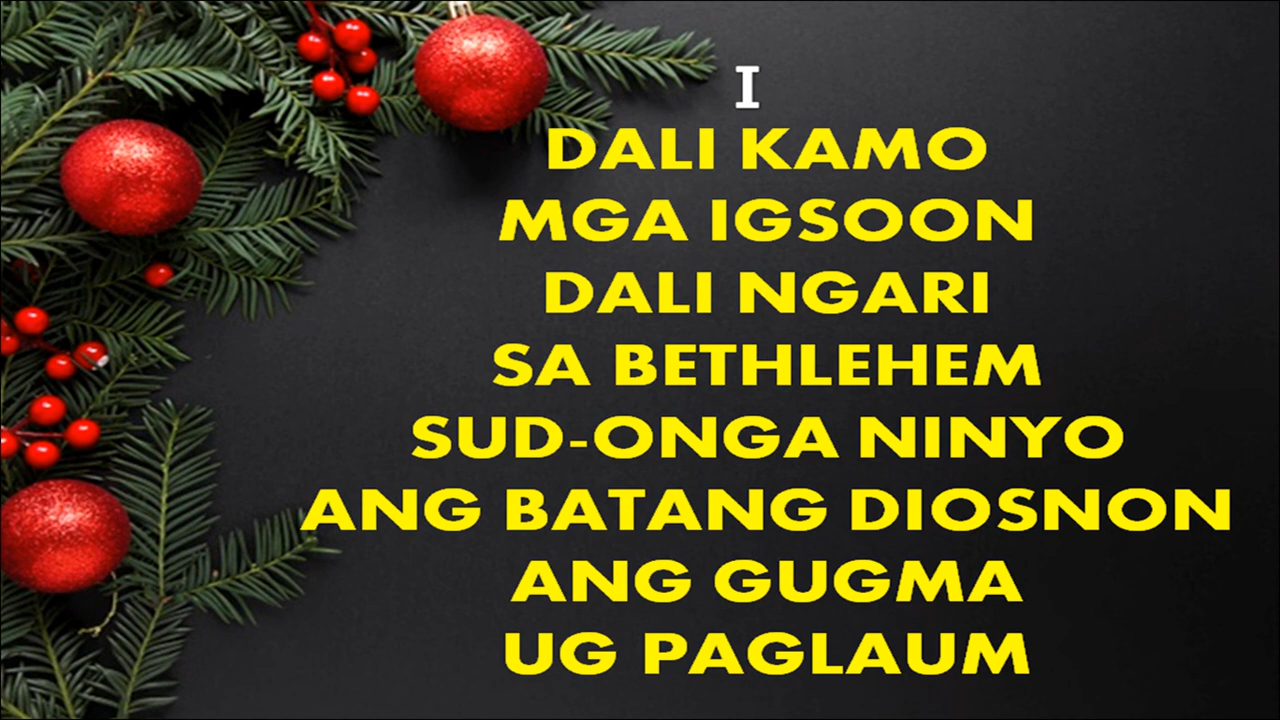 I
DALI KAMO
MGA IGSOON
DALI NGARI
SA BETHLEHEM
SUD-ONGA NINYO
ANG BATANG DIOSNON
ANG GUGMA
UG PAGLAUM